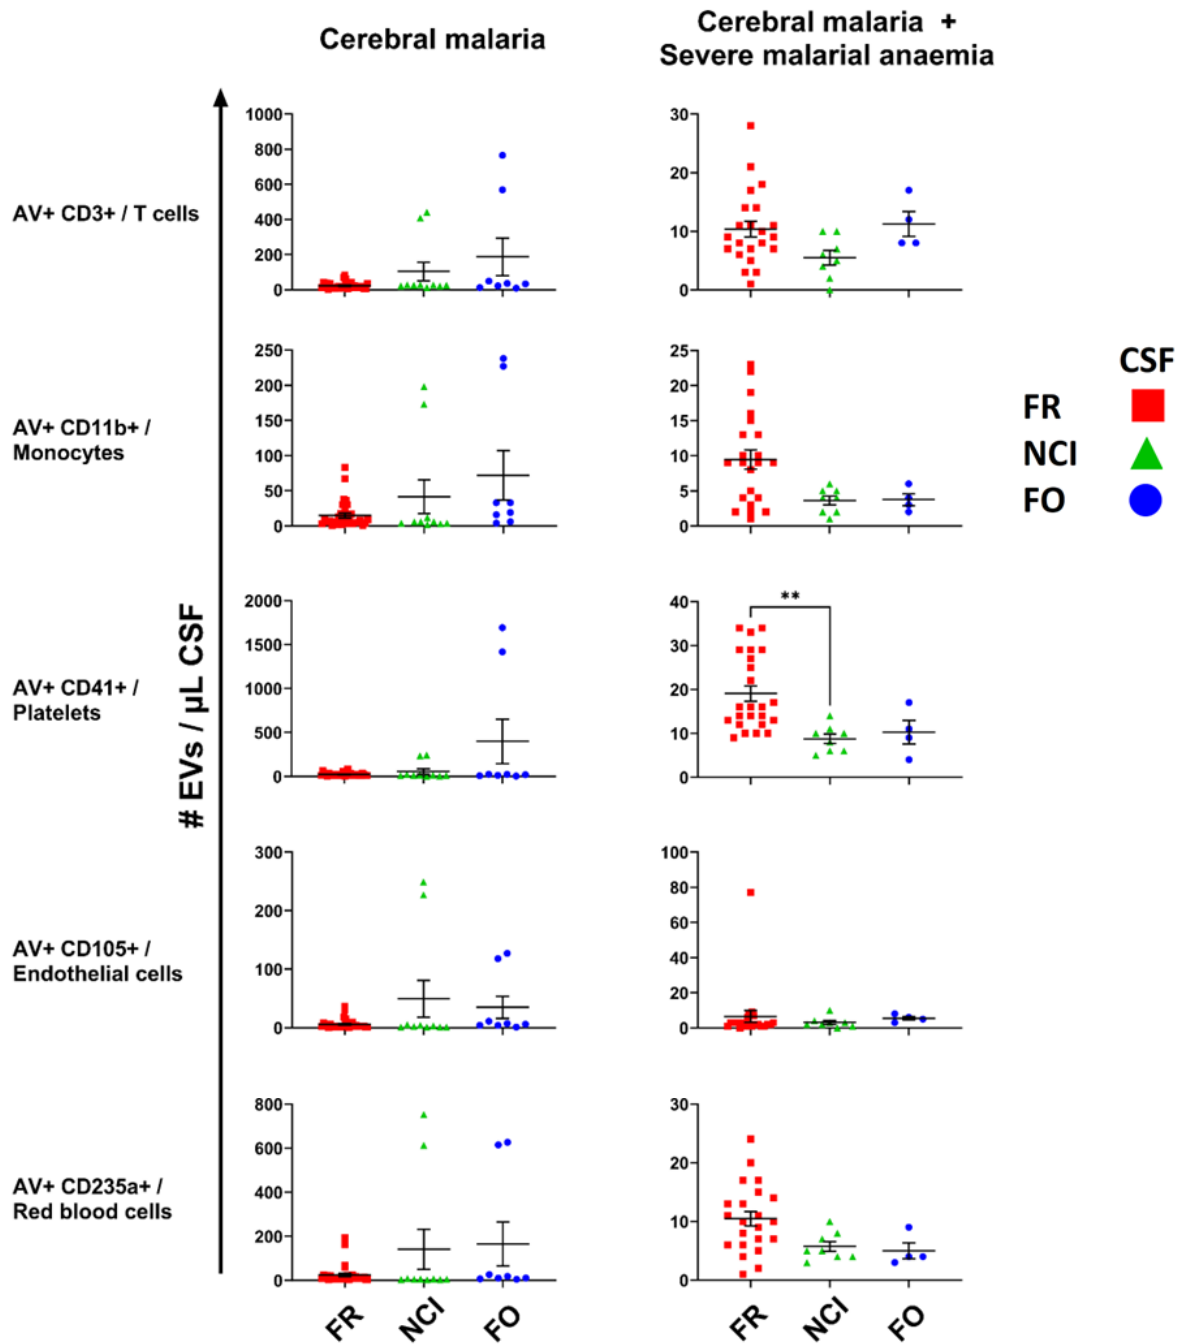 Cerebral malaria
Cerebral malaria +
Severe malarial anaemia
# EVs / µL CSF
AV+ CD3+ / T cells
1000
800
600
400
200
0
30
20
10
0
AV+ CD11b+ /
Monocytes
250
200
150
100
50
0
25
20
15
10
5
0
CSF
FR
NCI
FO
AV+ CD41+ /
Platelets
2000
1500
1000
500
0
40
30
20
10
0
**
AV+ CD105+ /
Endothelial cells
300
200
100
0
100
80
60
40
20
0
AV+ CD235a+ /
Red blood cells
800
600
400
200
0
30
20
10
0
FR
NCI
FO
FR
NCI
FO